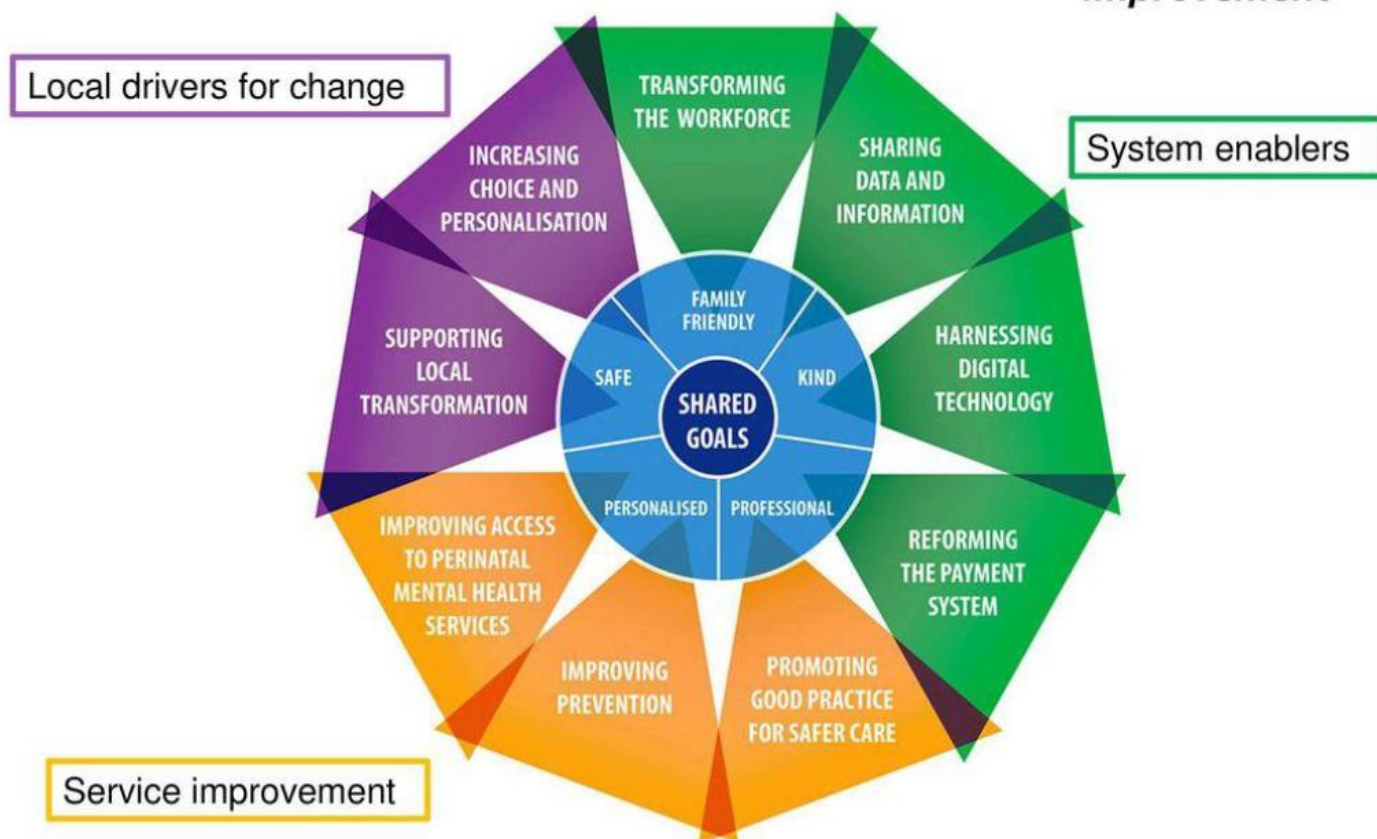 Local drivers for change
System enablers
TRANSFORMING
THE WORKFORCE
SHARING
DATA AND
INFORMATION
HARNESSING
DIGITAL
TECHNOLOGY
REFORMING
THE PAYMENT
SYSTEM
PROMOTING
GOOD PRACTICE
FOR SAFER CARE
IMPROVING
PREVENTION
IMPROVING ACCESS
TO PERINATAL
MENTAL HEALTH
SERVICES
SUPPORTING
LOCAL
TRANSFORMATION
INCREASING
CHOICE AND
PERSONALISATION
FAMILY
FRIENDLY
KIND
PROFESSIONAL
PERSONALISED
SAFE
SHARED
GOALS
Service improvement